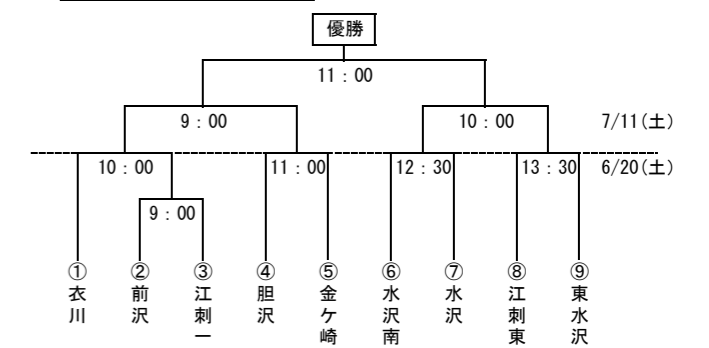 優勝
11：00
9：00
10：00
7/11(土)
10：00
11：00
12：30
13：30
6/20(土)
9：00
①
衣川
②
前沢
③
江刺一
④
胆沢
⑤
金ケ崎
⑥
水沢南
⑦
水沢
⑧
江刺東
⑨
東水沢